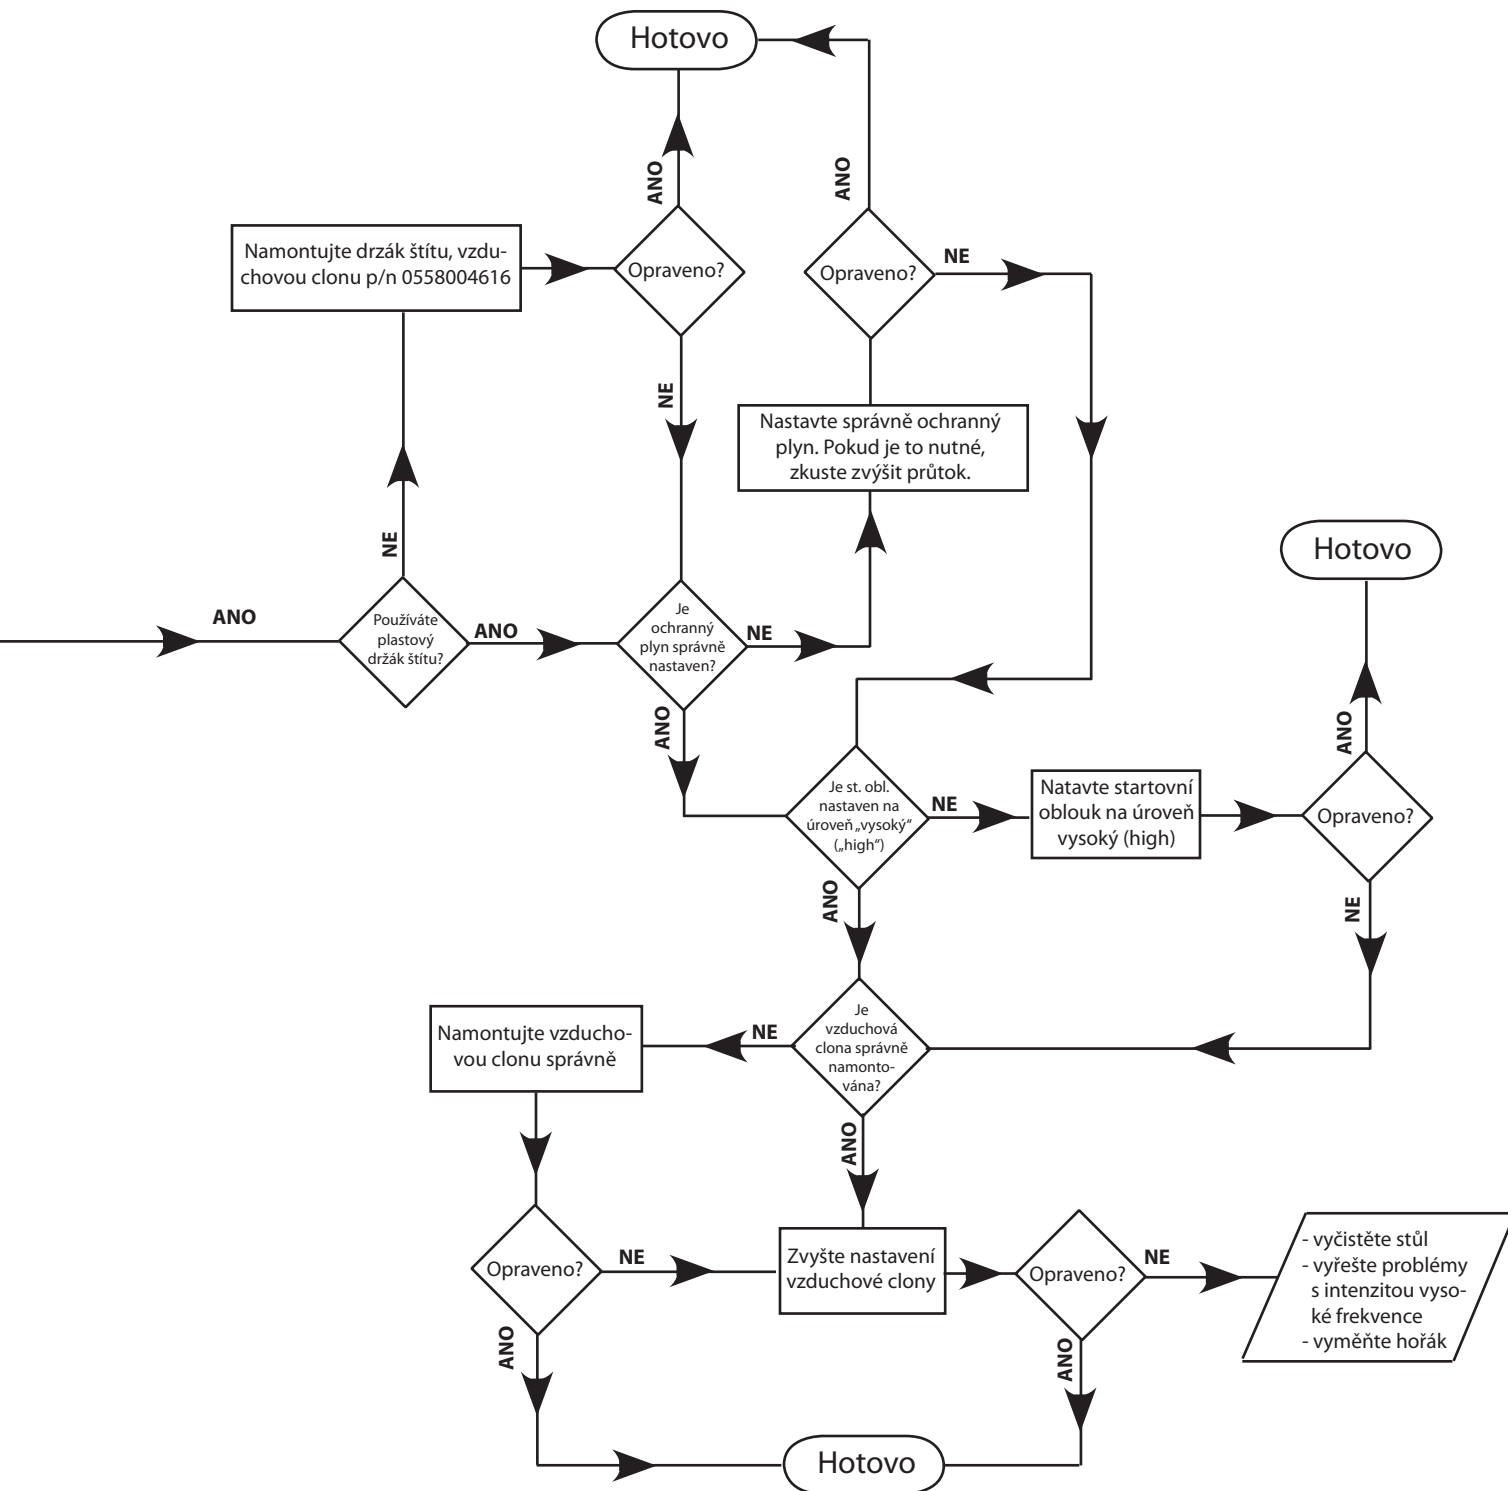 Hotovo
ANO
ANO
Namontujte drzák štítu, vzdu-
chovou clonu p/n 0558004616
Opraveno?
Opraveno?
NE
NE
Nastavte správně ochranný
plyn. Pokud je to nutné,
zkuste zvýšit průtok.
NE
Hotovo
ANO
Používáte
plastový
držák štítu?
ANO
Je
ochranný
plyn správně
nastaven?
NE
ANO
ANO
Je st. obl.
nastaven na
úroveň „vysoký“
(„high“)
NE
Natavte startovní
oblouk na úroveň
vysoký (high)
Opraveno?
ANO
NE
Namontujte vzducho-
vou clonu správně
NE
Je
vzduchová
clona správně
namonto-
vána?
ANO
Opraveno?
NE
Zvyšte nastavení
vzduchové clony
Opraveno?
NE
- vyčistěte stůl
- vyřešte problémy
s intenzitou vyso-
ké frekvence
- vyměňte hořák
ANO
ANO
Hotovo